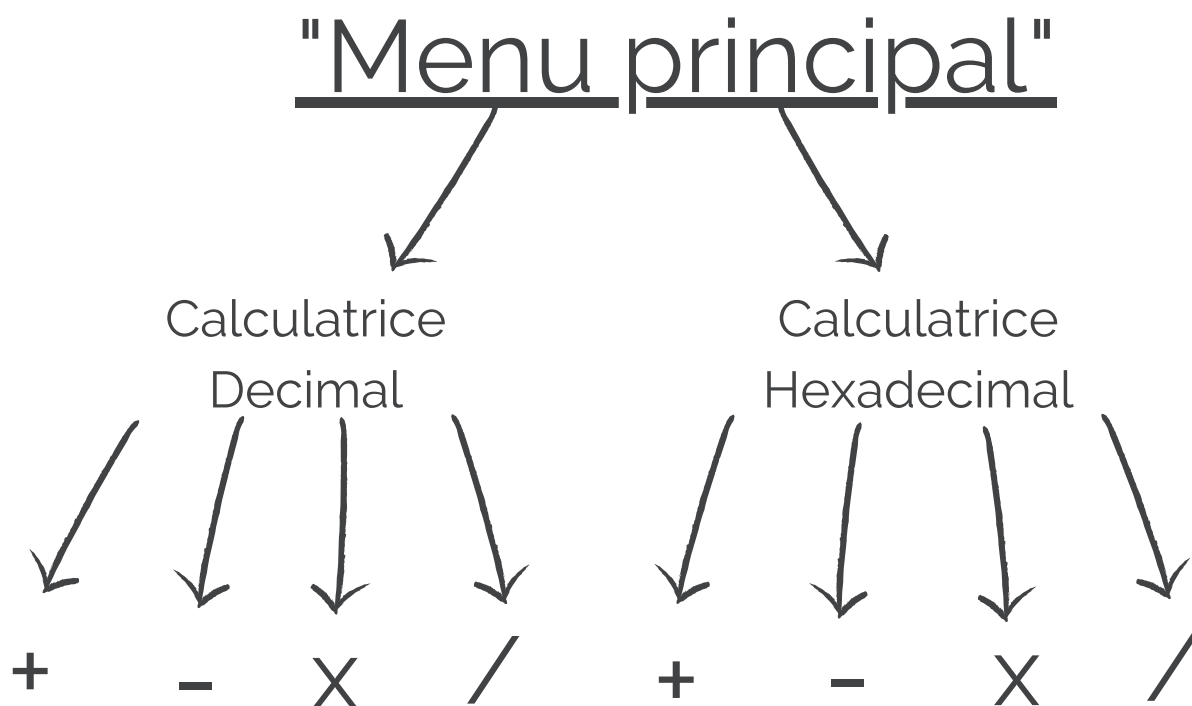 "Menu principal"
Calculatrice
Decimal
Calculatrice
Hexadecimal
+ - X / + - X /